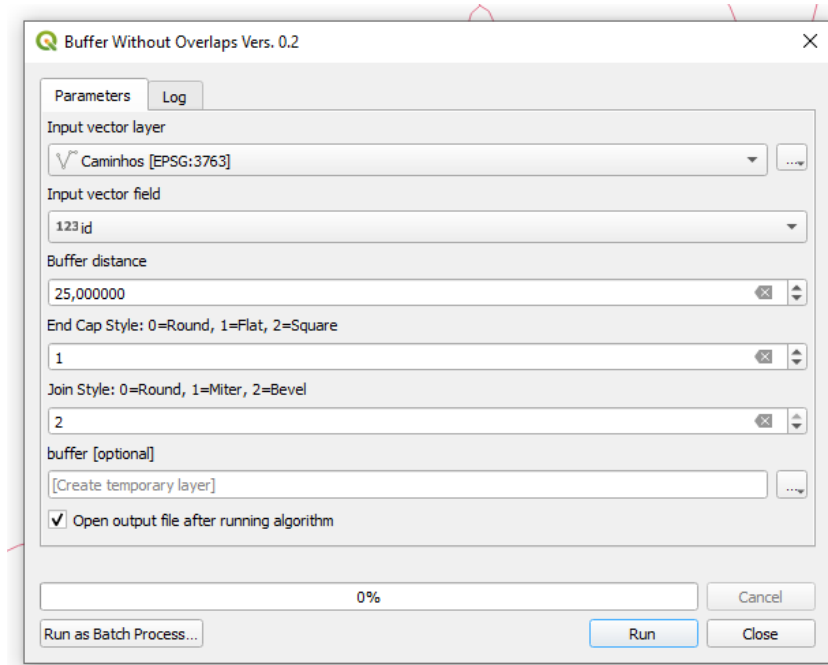 Buffer Without Overlaps Vers. 0.2
Parameters
Log
Input vector layer
Caminhos [EPSG:3763]
...
Input vector field
123 id
Buffer distance
25,000000
End Cap Style: 0=Round, 1=Flat, 2=Square
1
Join Style: 0=Round, 1=Miter, 2=Bevel
2
buffer [optional]
[Create temporary layer]
...
Open output file after running algorithm
0%
Cancel
Run as Batch Process...
Run
Close